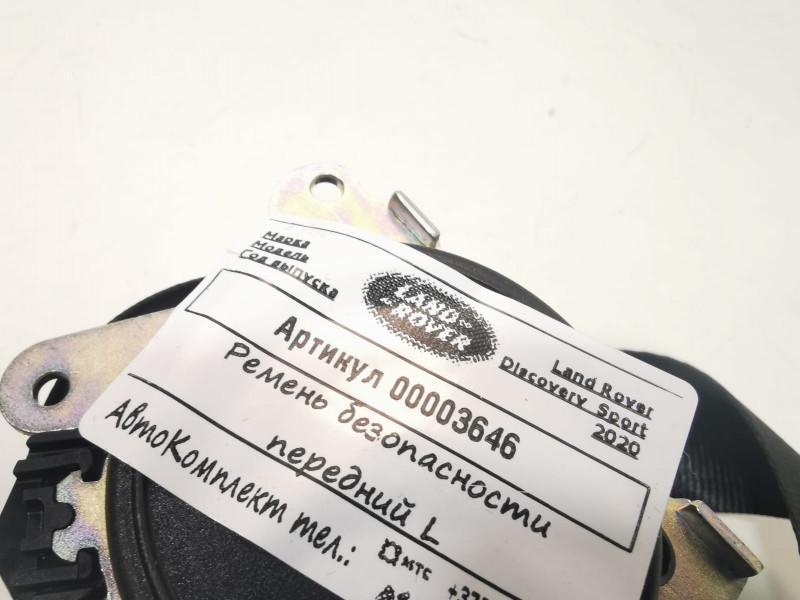 Марка
Модель
Год выпуска
LAND-
ROVER
Land Rover
Discovery Sport
2020
Артикул 00003646
Ремень безопасности
передний L
АвтоКомплект тел.:
мтс